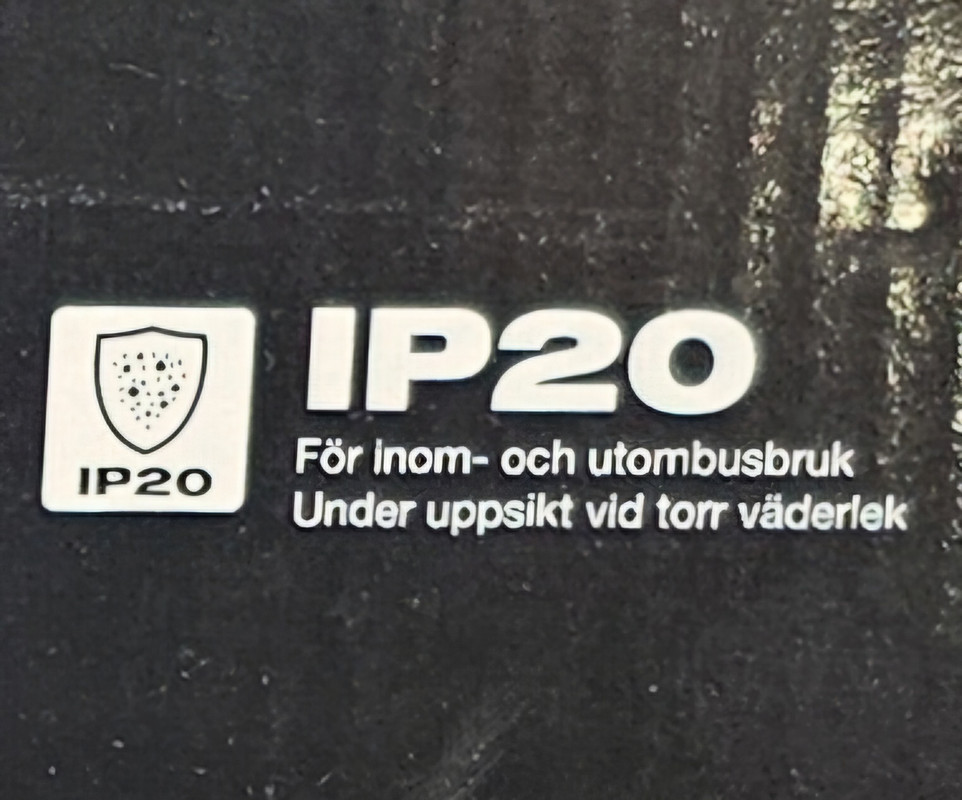 IP20
IP20
För inom- och utombusbruk
Under uppsikt vid torr väderlek